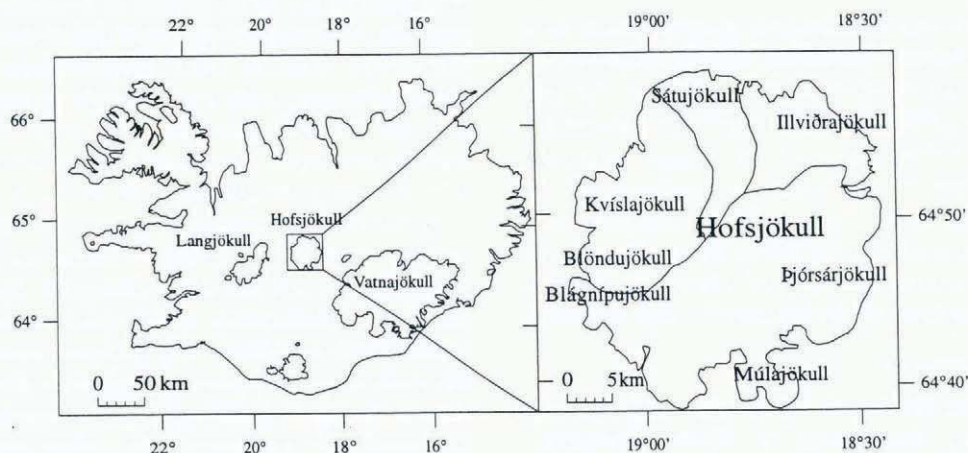 22° 20° 18° 16°
19°00' 18°30'
66°
65°
64°
Hofsjökull
Langjökull
Vatnajökull
0 50 km
22° 20° 18° 16°
Sátujökull
Illviðrajökull
Kvíslajökull
Hofsjökull
Blöndujökull
Þjórsárjökull
Blágnípujökull
Múlajökull
0 5km
64°50'
64°40'
19°00' 18°30'